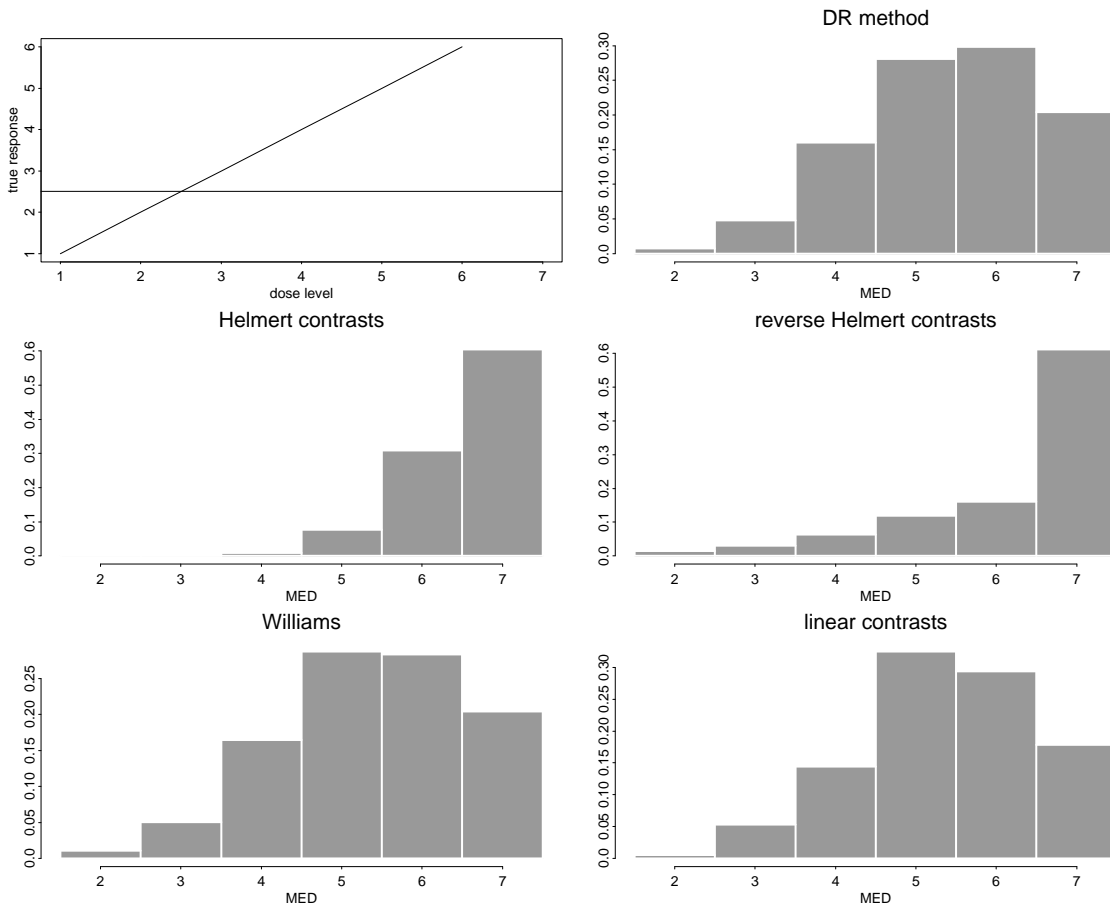 true response
1 2 3 4 5 6
1 2 3 4 5 6 7
dose level
DR method
0.0 0.05 0.10 0.15 0.20 0.25 0.30
2 3 4 5 6 7
MED
Helmert contrasts
0.0 0.1 0.2 0.3 0.4 0.5 0.6
2 3 4 5 6 7
MED
reverse Helmert contrasts
0.0 0.1 0.2 0.3 0.4 0.5 0.6
2 3 4 5 6 7
MED
Williams
0.0 0.05 0.10 0.15 0.20 0.25
2 3 4 5 6 7
MED
linear contrasts
0.0 0.05 0.10 0.15 0.20 0.25 0.30
2 3 4 5 6 7
MED